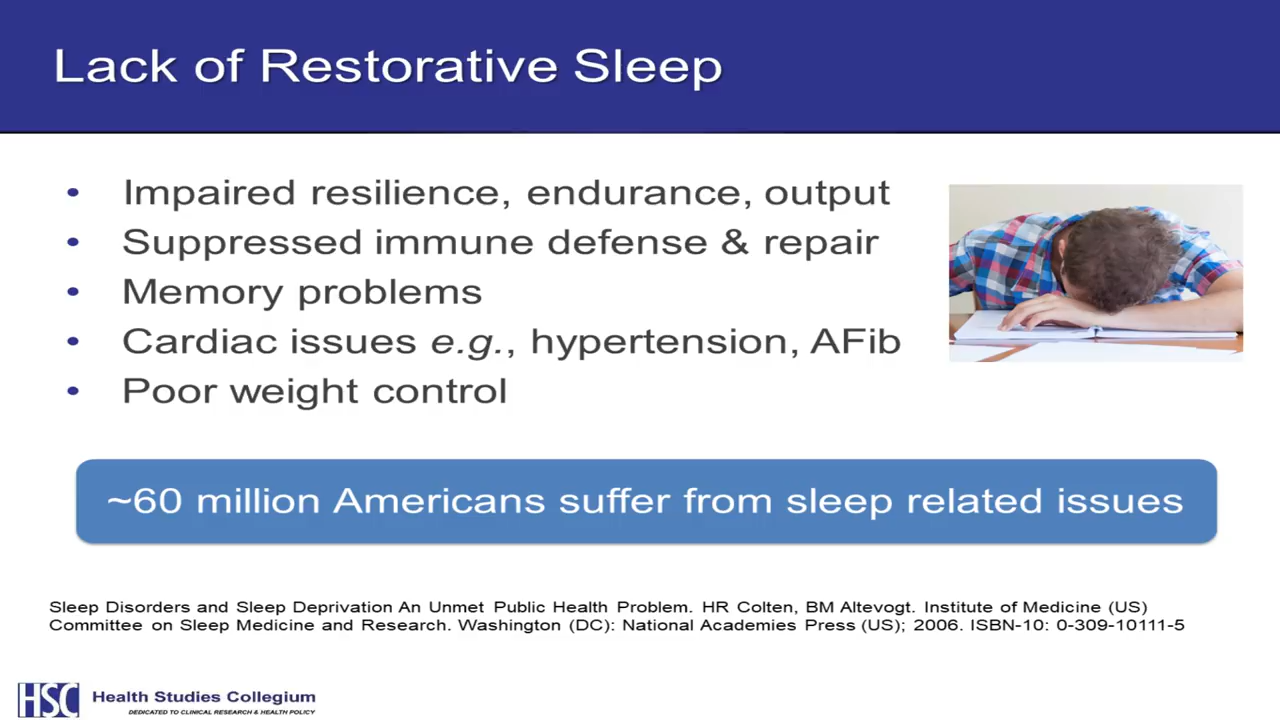 Lack of Restorative Sleep
• Impaired resilience, endurance, output
• Suppressed immune defense & repair
• Memory problems
• Cardiac issues e.g., hypertension, AFib
• Poor weight control
~60 million Americans suffer from sleep related issues
Sleep Disorders and Sleep Deprivation An Unmet Public Health Problem. HR Colten, BM Altevogt. Institute of Medicine (US)
Committee on Sleep Medicine and Research. Washington (DC): National Academies Press (US); 2006. ISBN-10: 0-309-10111-5
HSC Health Studies Collegium
DEDICATED TO CLINICAL RESEARCH & HEALTH POLICY